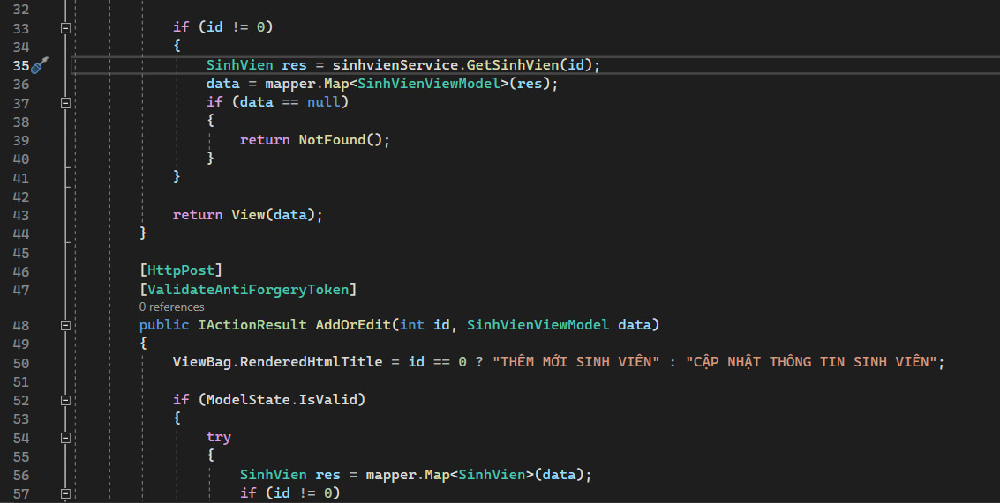 32
33 if (id != 0)
34 {
35 SinhVien res = sinhvienService.GetSinhVien(id);
36 data = mapper.Map<SinhVienViewModel>(res);
37 if (data == null)
38 {
39 return NotFound();
40 }
41 }
42
43 return View(data);
44 }
45
46 [HttpPost]
47 [ValidateAntiForgeryToken]
0 references
48 public IActionResult AddOrEdit(int id, SinhVienViewModel data)
49 {
50 ViewBag.RenderedHtmlTitle = id == 0 ? "THÊM MỚI SINH VIÊN" : "CẬP NHẬT THÔNG TIN SINH VIÊN";
51
52 if (ModelState.IsValid)
53 {
54 try
55 {
56 SinhVien res = mapper.Map<SinhVien>(data);
57 if (id != 0)